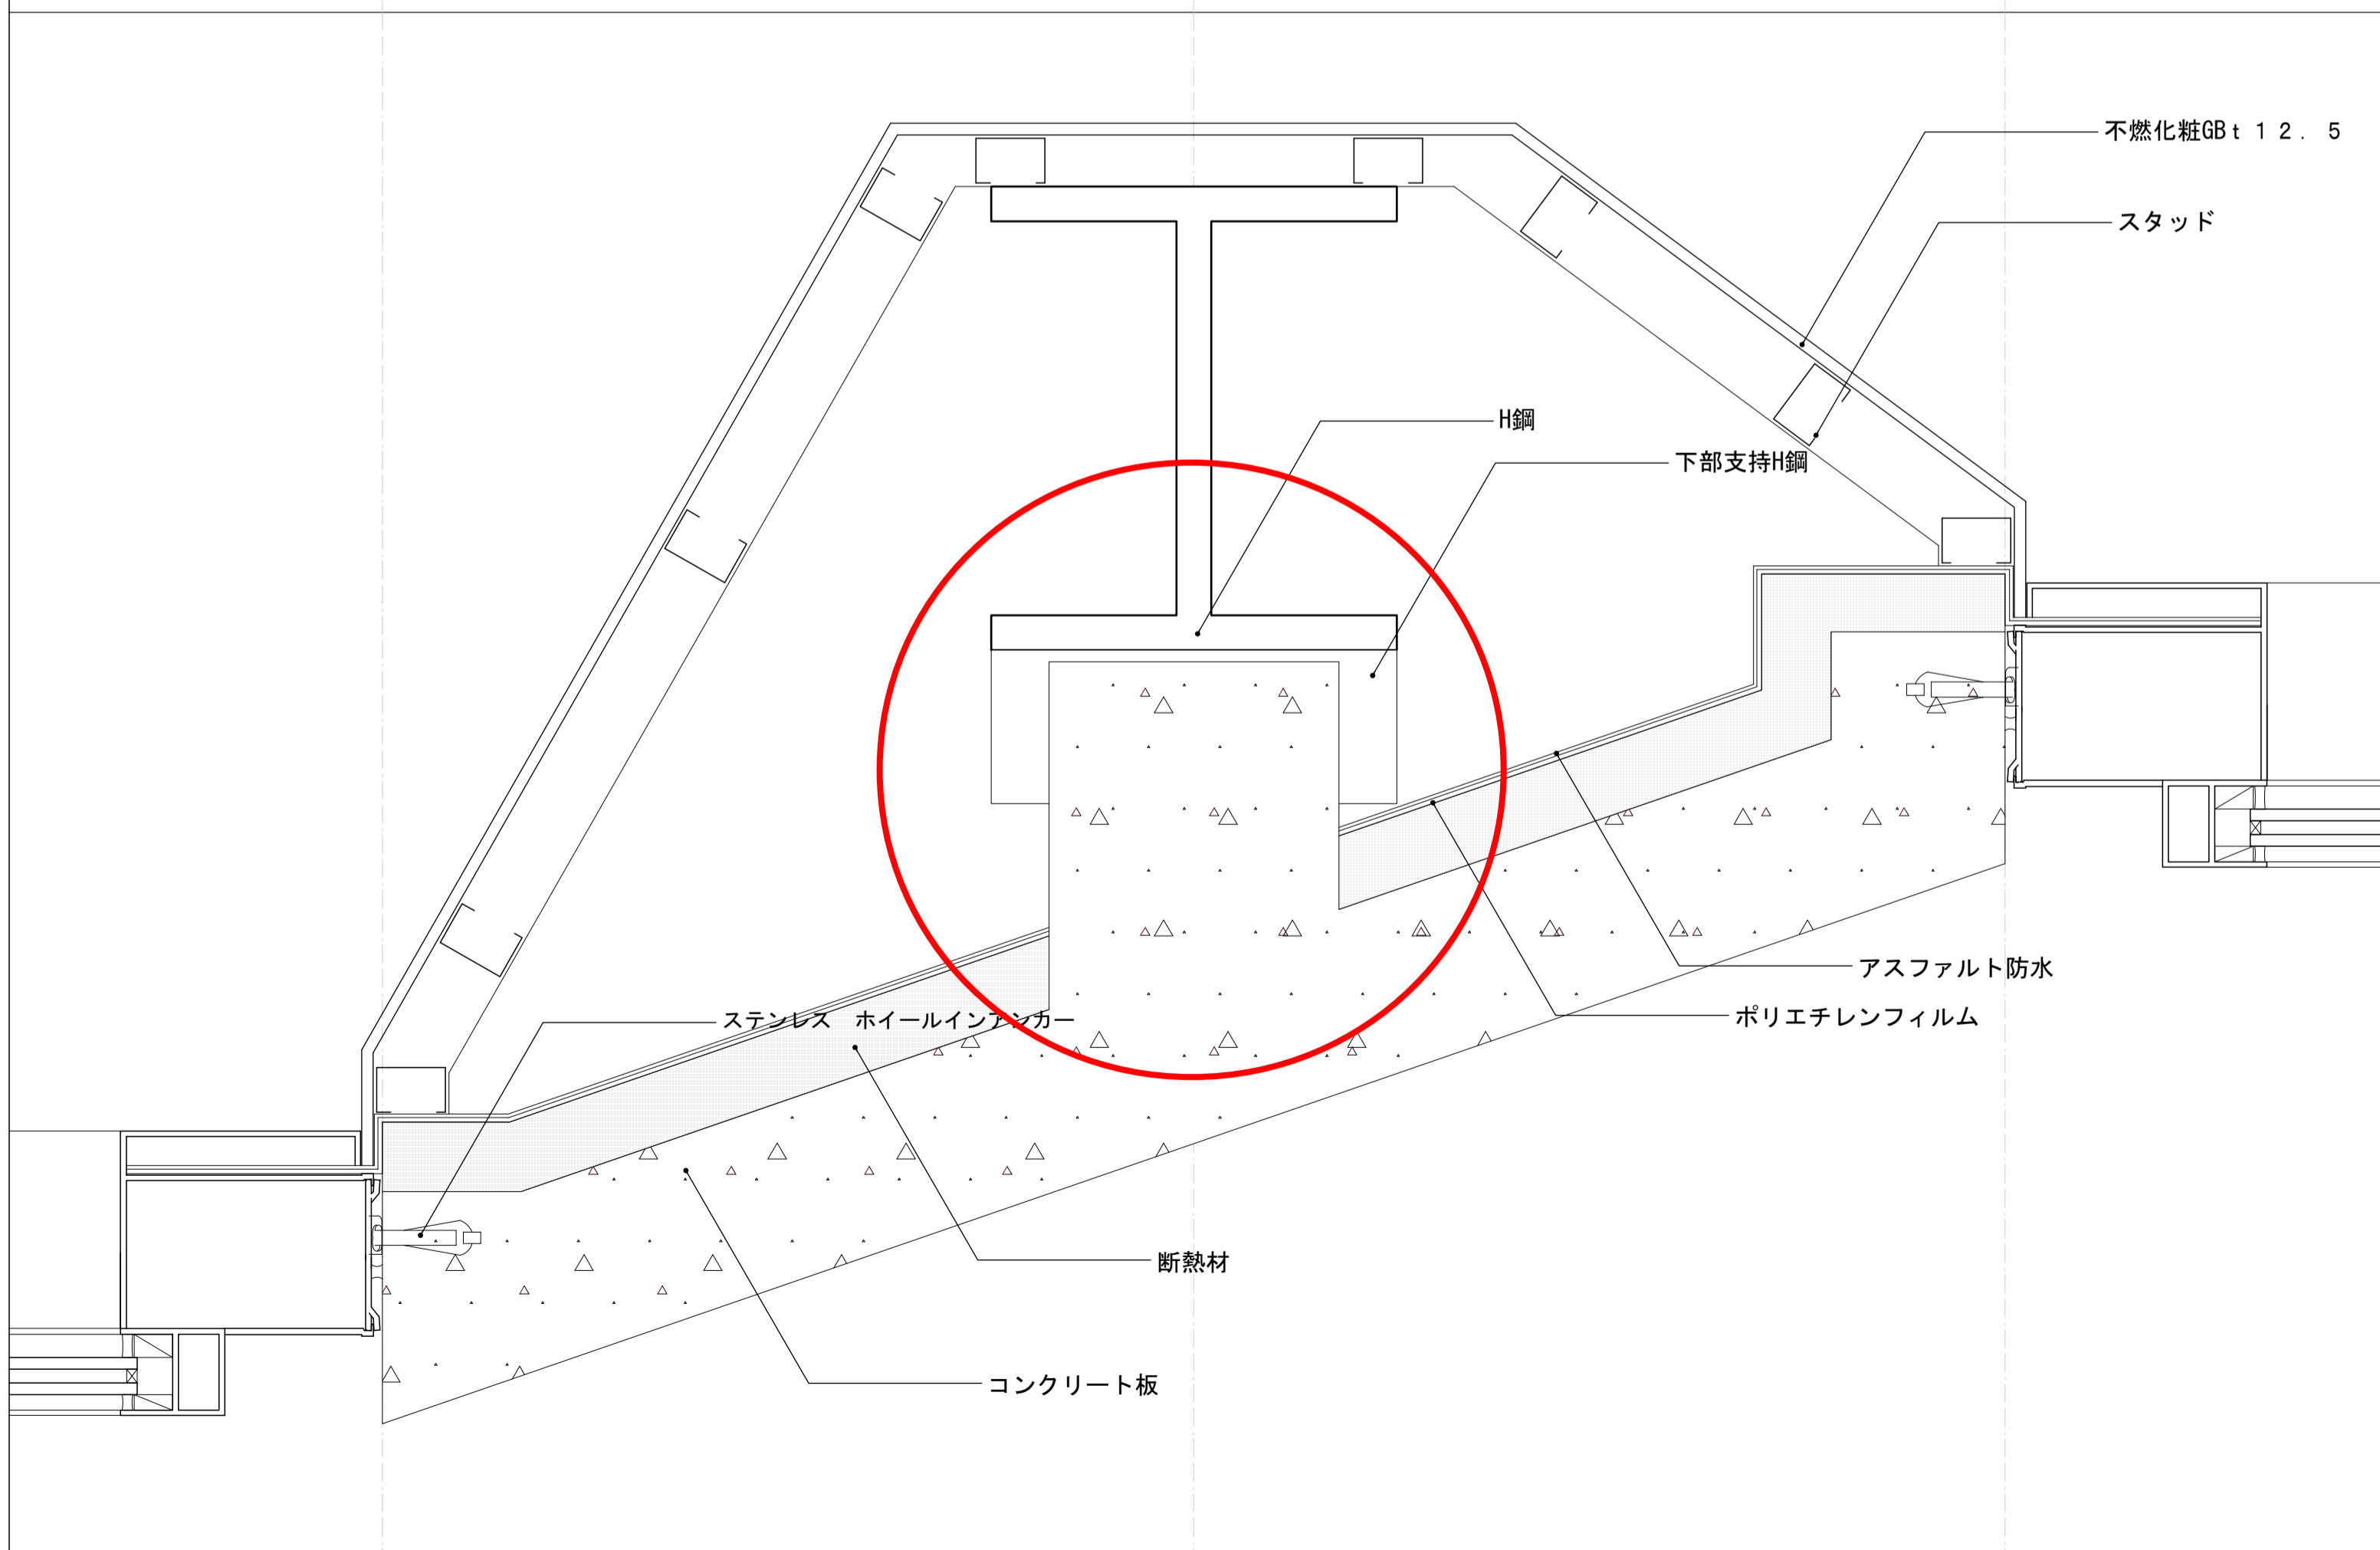 不燃化粧GBｔ１２．５
スタッド
H鋼
下部支持H鋼
アスファルト防水
ポリエチレンフィルム
ステンレス　ホイールインアンカー
断熱材
コンクリート板